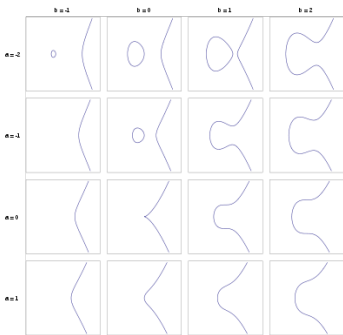 b = -1 b = 0 b = 1 b = 2
a = -2
a = -1
a = 0
a = 1